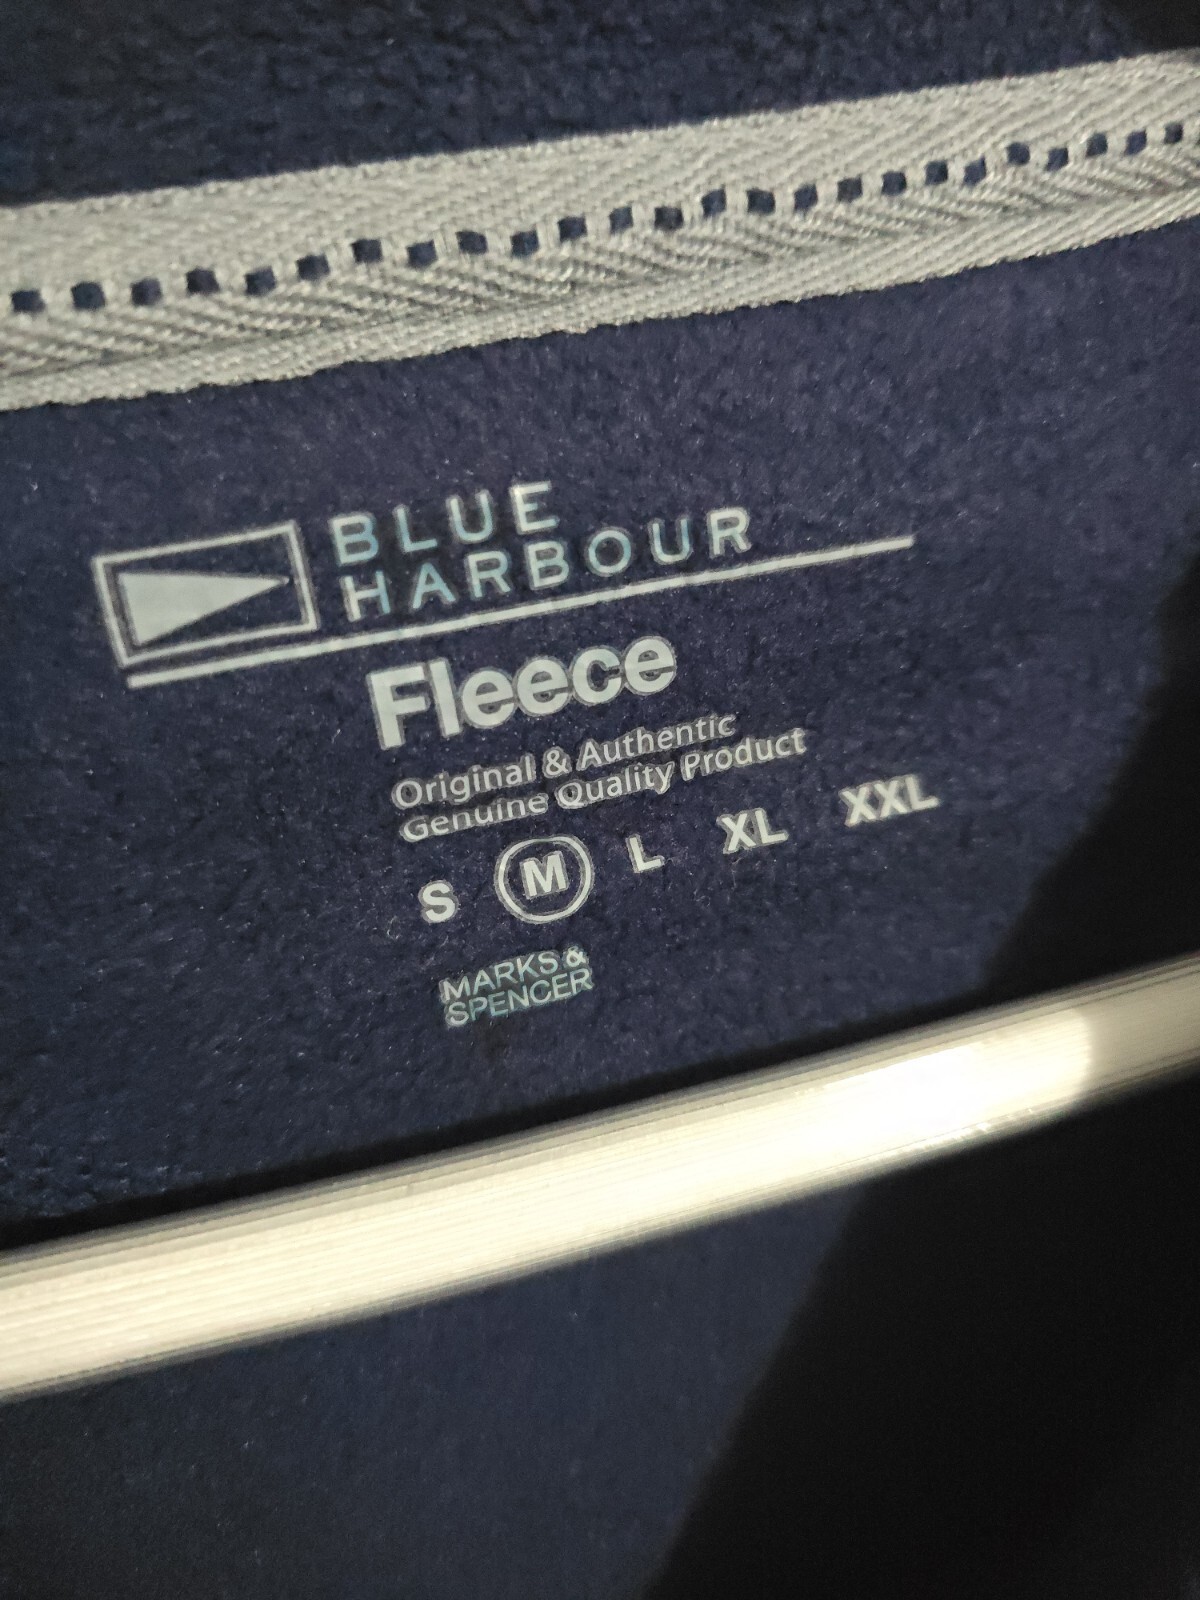 BLUE
HARBOUR
Fleece
Original & Authentic
Genuine Quality Product
S M L XL XXL
MARKS &
SPENCER